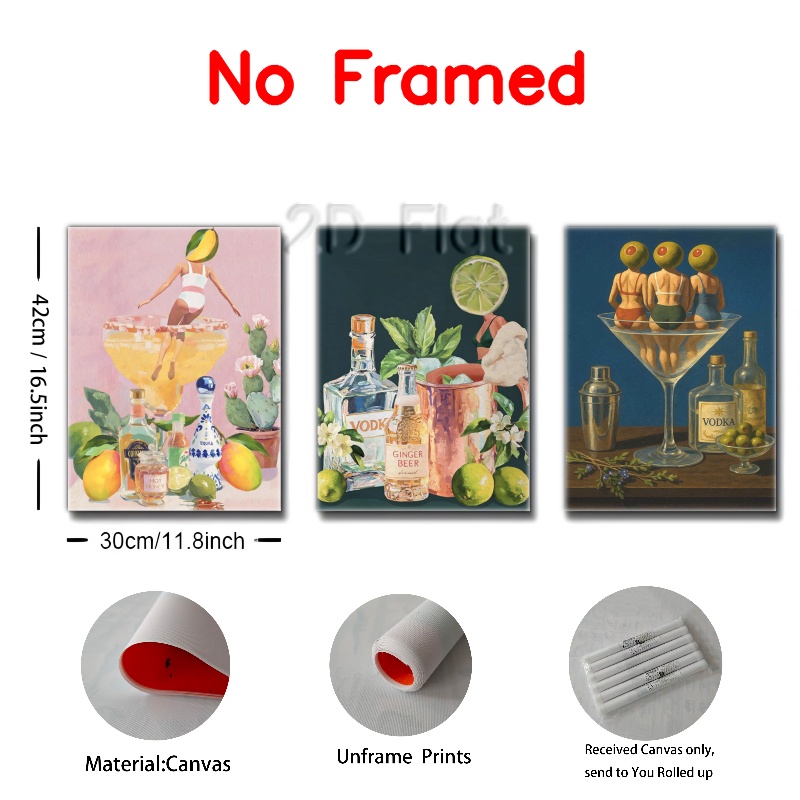 No Framed
2D Flat
42cm / 16.5inch
VODKA
GINGER
BEER
VODKA
30cm/11.8inch
Material:Canvas
Unframe Prints
Received Canvas only,
send to You Rolled up